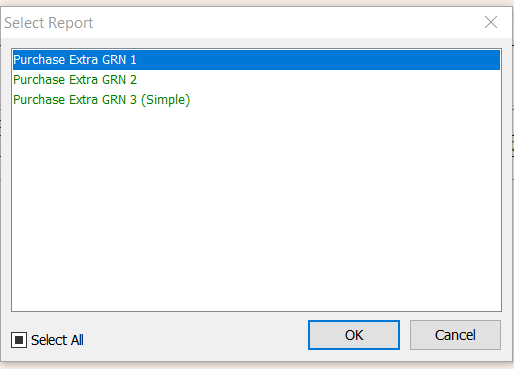 Select Report
Purchase Extra GRN 1
Purchase Extra GRN 2
Purchase Extra GRN 3 (Simple)
Select All
OK
Cancel